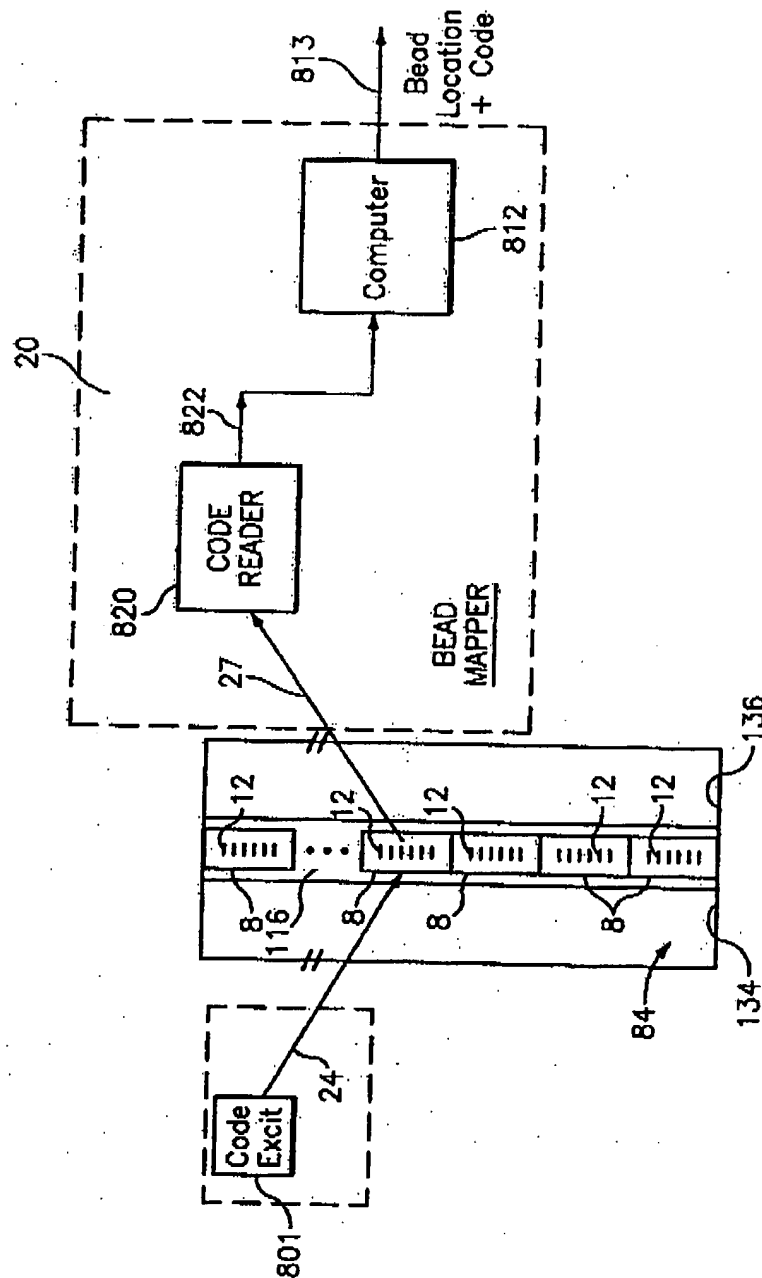 Code
Excit
801
24
84
134
136
116
8
8
8
8
12
12
12
12
12
27
BEAD
MAPPER
20
820
CODE
READER
822
Computer
812
813
Bead
Location
+ Code